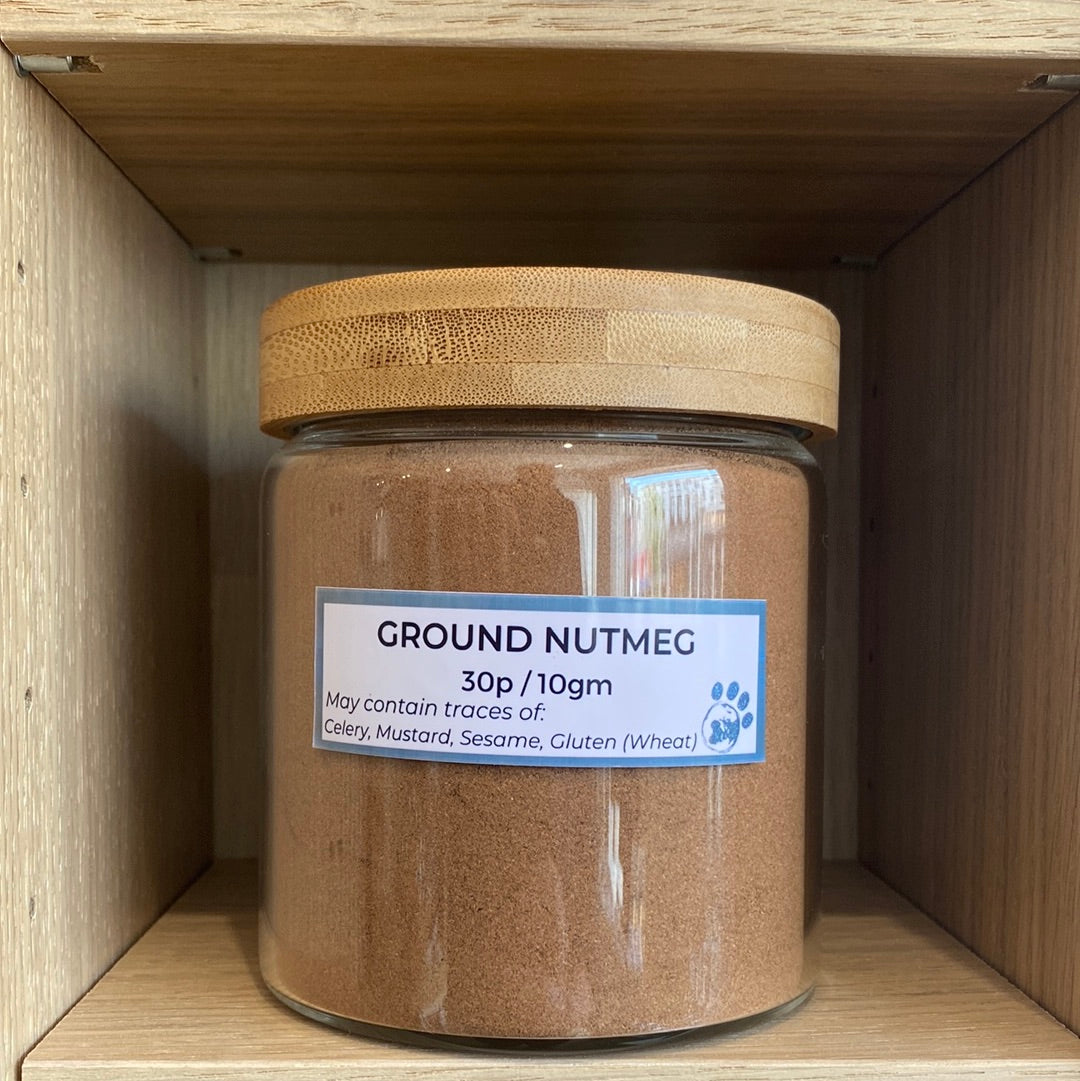 GROUND NUTMEG
30p / 10gm
May contain traces of:
Celery, Mustard, Sesame, Gluten (Wheat)